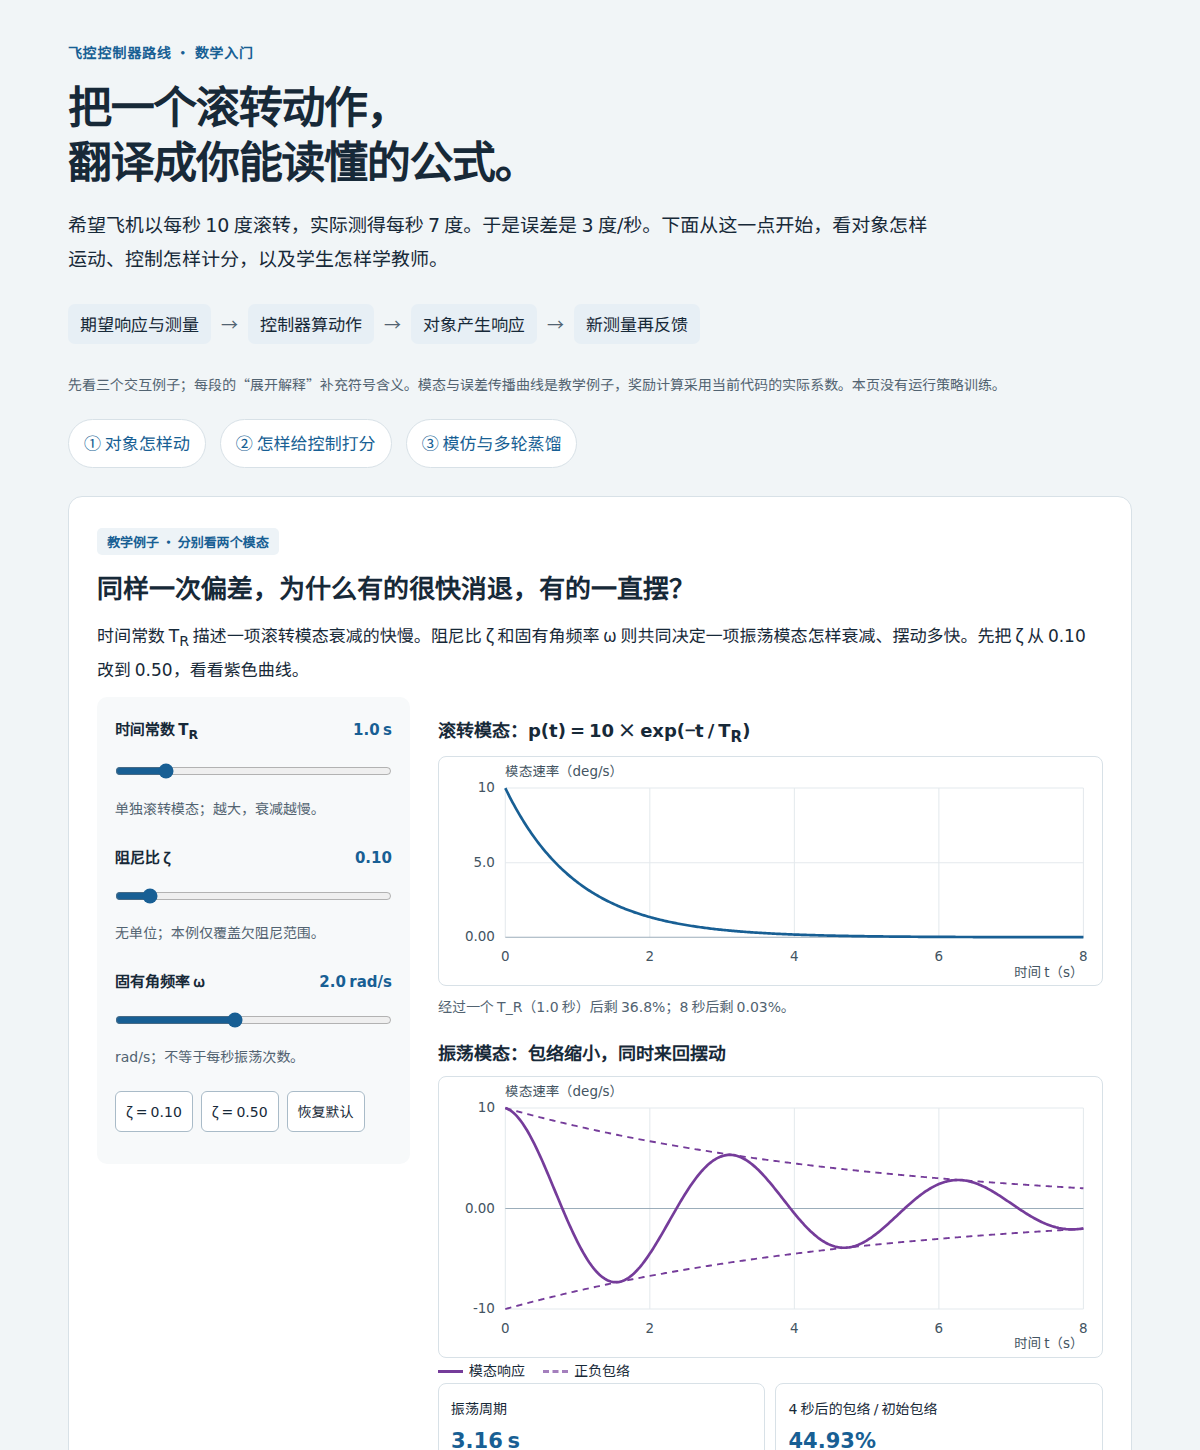 飞控控制器路线 · 数学入门
把一个滚转动作，
翻译成你能读懂的公式。
希望飞机以每秒 10 度滚转，实际测得每秒 7 度。于是误差是 3 度/秒。下面从这一点开始，看对象怎样
运动、控制怎样计分，以及学生怎样学教师。
期望响应与测量 → 控制器算动作 → 对象产生响应 → 新测量再反馈
先看三个交互例子；每段的“展开解释”补充符号含义。模态与误差传播曲线是教学例子，奖励计算采用当前代码的实际系数。本页没有运行策略训练。
① 对象怎样动 ② 怎样给控制打分 ③ 模仿与多轮蒸馏
教学例子 · 分别看两个模态
同样一次偏差，为什么有的很快消退，有的一直摆？
时间常数 T_R 描述一项滚转模态衰减的快慢。阻尼比 ζ 和固有角频率 ω 则共同决定一项振荡模态怎样衰减、摆动多快。先把 ζ 从 0.10
改到 0.50，看看紫色曲线。
时间常数 T_R 1.0 s
单独滚转模态；越大，衰减越慢。
阻尼比 ζ 0.10
无单位；本例仅覆盖欠阻尼范围。
固有角频率 ω 2.0 rad/s
rad/s；不等于每秒振荡次数。
ζ = 0.10 ζ = 0.50 恢复默认
滚转模态：p(t) = 10 × exp(−t / T_R)
模态速率（deg/s）
10
5.0
0.00
0 2 4 6 8
时间 t（s）
经过一个 T_R（1.0 秒）后剩 36.8%；8 秒后剩 0.03%。
振荡模态：包络缩小，同时来回摆动
模态速率（deg/s）
10
0.00
-10
0 2 4 6 8
时间 t（s）
模态响应 正负包络
振荡周期
3.16 s
4 秒后的包络 / 初始包络
44.93%